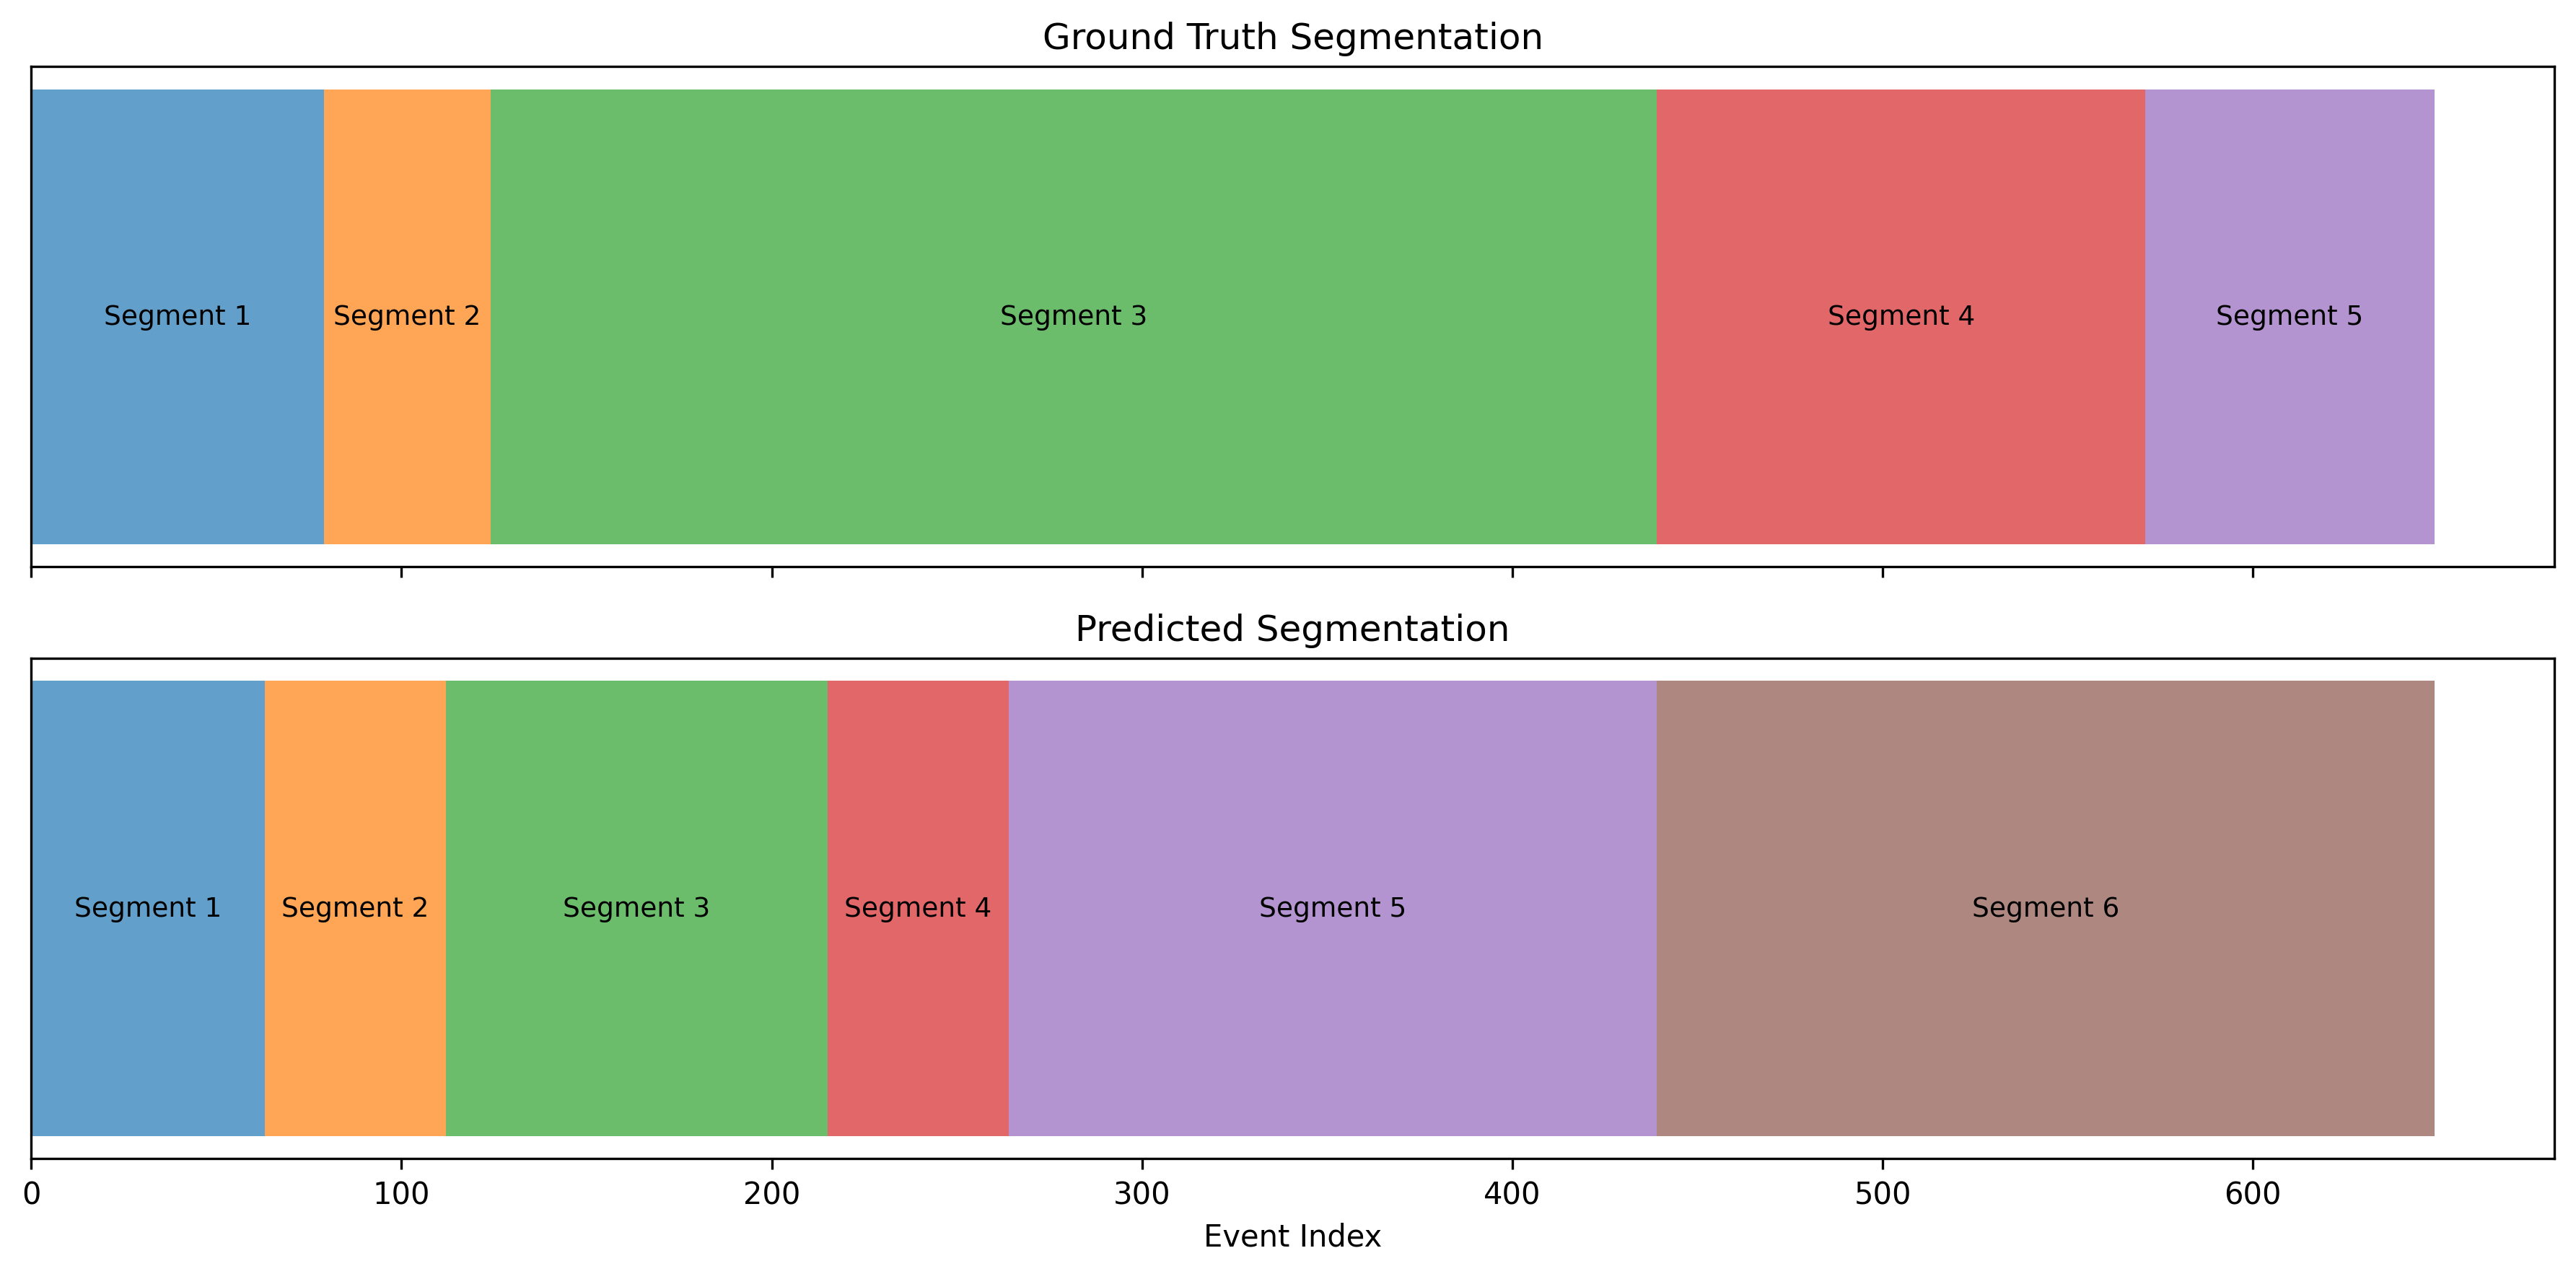 Ground Truth Segmentation
Segment 1 Segment 2 Segment 3 Segment 4 Segment 5
Predicted Segmentation
Segment 1 Segment 2 Segment 3 Segment 4 Segment 5 Segment 6
0 100 200 300 400 500 600
Event Index